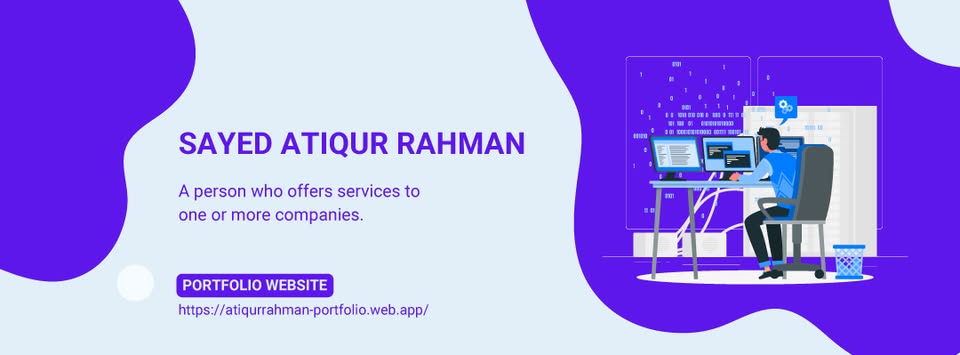 SAYED ATIQUR RAHMAN
A person who offers services to
one or more companies.
PORTFOLIO WEBSITE
https://atiqurrahman-portfolio.web.app/